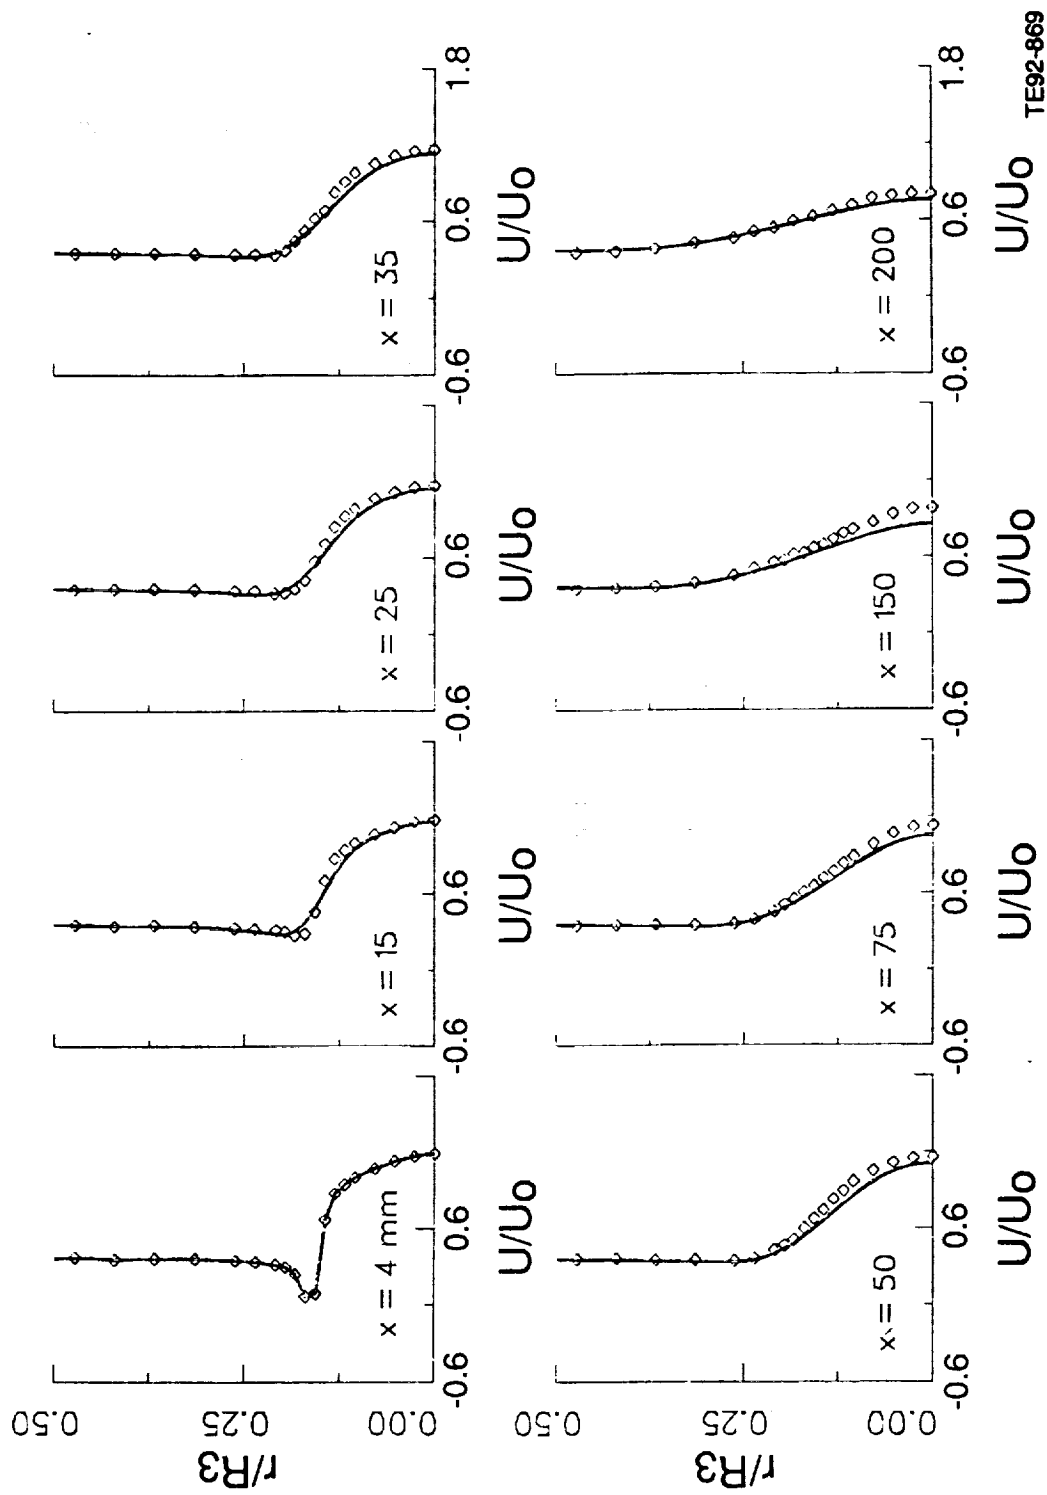 r/R3
0.50
0.25
0.00
x = 4 mm
x = 15
x = 25
x = 35
-0.6
0.6
-0.6
0.6
-0.6
0.6
-0.6
0.6
1.8
U/Uo
U/Uo
U/Uo
U/Uo
r/R3
0.50
0.25
0.00
x = 50
x = 75
x = 150
x = 200
-0.6
0.6
-0.6
0.6
-0.6
0.6
-0.6
0.6
1.8
U/Uo
U/Uo
U/Uo
U/Uo
TE92-869